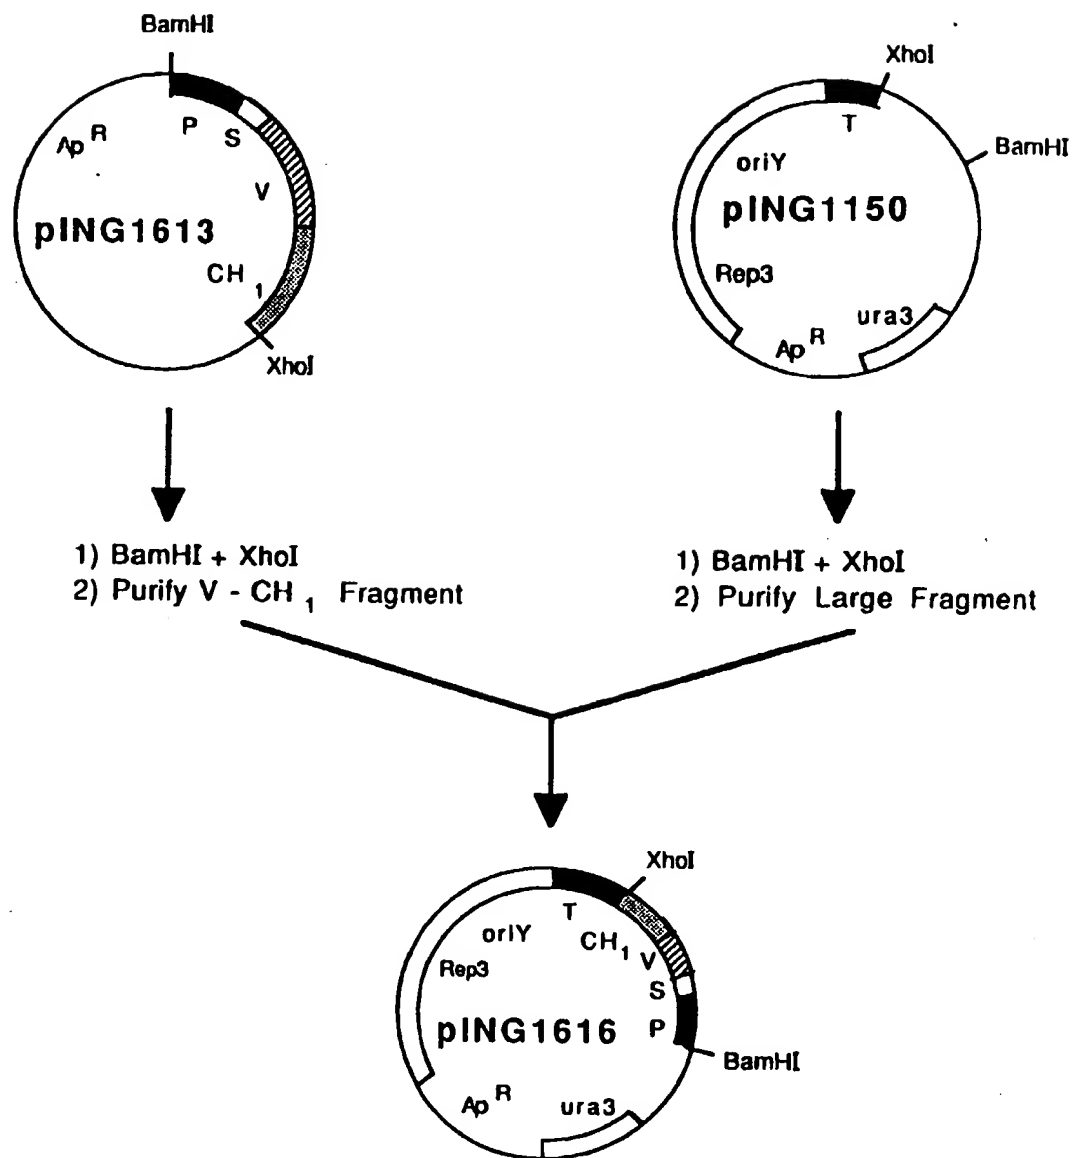 BamHI
Ap R
P
S
V
pING1613
CH 1
XhoI
XhoI
T
BamHI
oriY
pING1150
Rep3
ura3
Ap R
1) BamHI + XhoI
2) Purify V - CH 1 Fragment
1) BamHI + XhoI
2) Purify Large Fragment
XhoI
T
oriY
CH 1
V
Rep3
S
P
pING1616
BamHI
Ap R
ura3